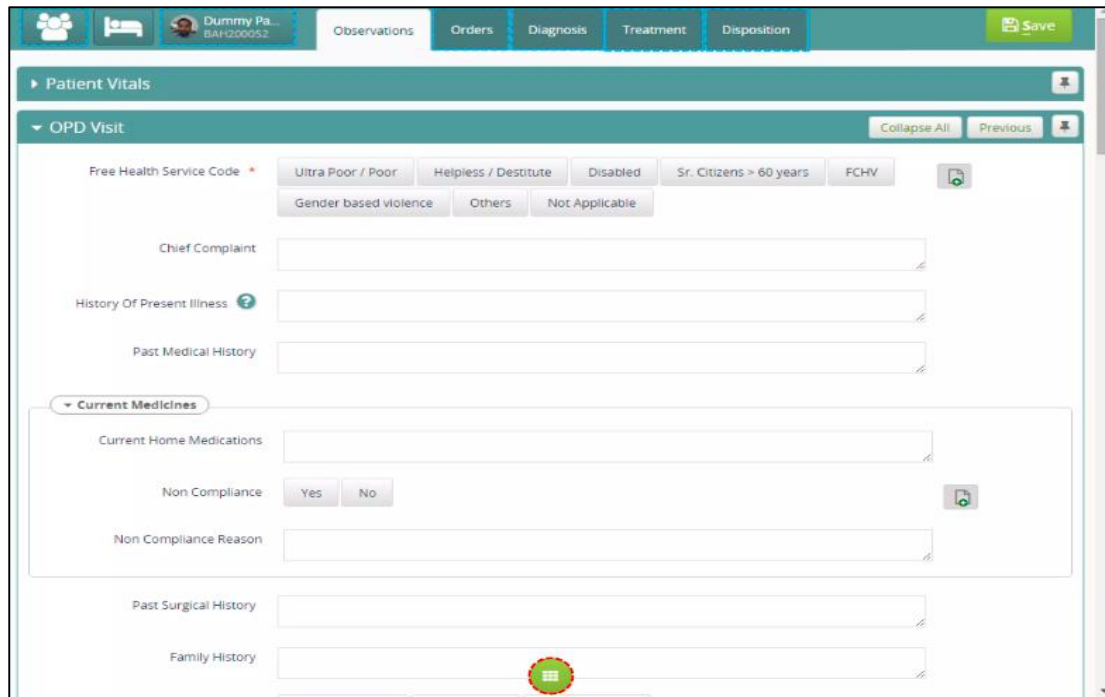 Dummy Pa...
BAH200052
Observations Orders Diagnosis Treatment Disposition Save
Patient Vitals
OPD Visit Collapse All Previous
Free Health Service Code * Ultra Poor / Poor Helpless / Destitute Disabled Sr. Citizens > 60 years FCHV
Gender based violence Others Not Applicable
Chief Complaint
History Of Present Illness ?
Past Medical History
Current Medicines
Current Home Medications
Non Compliance Yes No
Non Compliance Reason
Past Surgical History
Family History